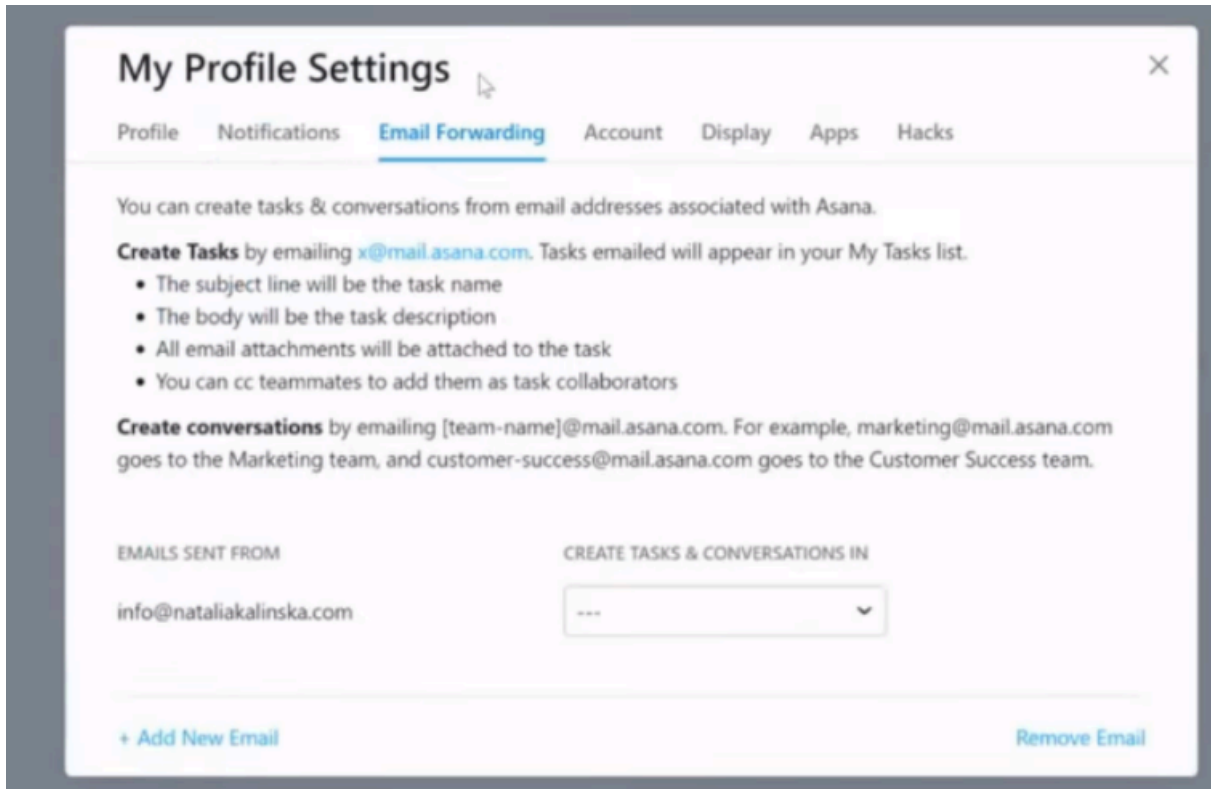 My Profile Settings
Profile Notifications Email Forwarding Account Display Apps Hacks
You can create tasks & conversations from email addresses associated with Asana.
Create Tasks by emailing x@mail.asana.com. Tasks emailed will appear in your My Tasks list.
• The subject line will be the task name
• The body will be the task description
• All email attachments will be attached to the task
• You can cc teammates to add them as task collaborators
Create conversations by emailing [team-name]@mail.asana.com. For example, marketing@mail.asana.com
goes to the Marketing team, and customer-success@mail.asana.com goes to the Customer Success team.
EMAILS SENT FROM CREATE TASKS & CONVERSATIONS IN
info@nataliakalinska.com ---
+ Add New Email Remove Email